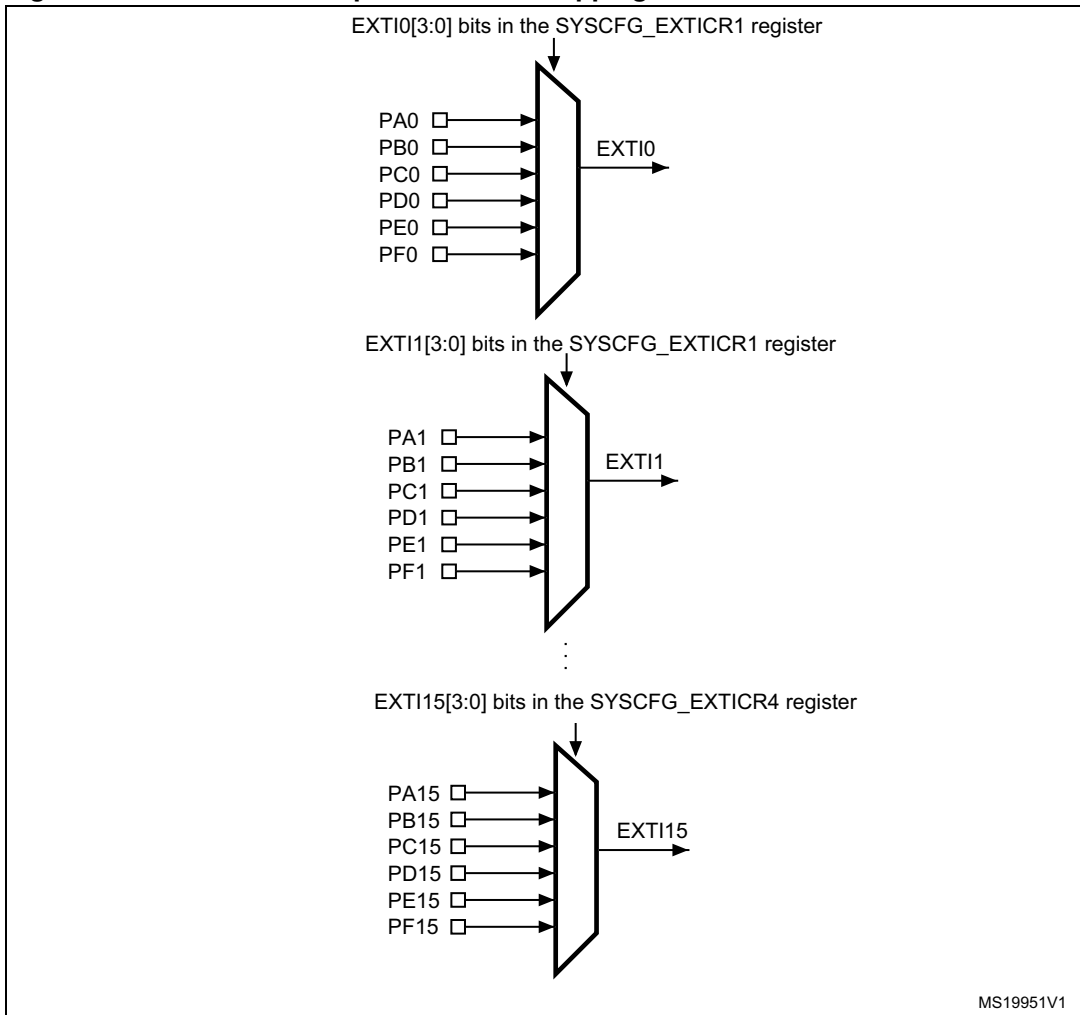 EXTI0[3:0] bits in the SYSCFG_EXTICR1 register
PA0
PB0
EXTI0
PC0
PD0
PE0
PF0
EXTI1[3:0] bits in the SYSCFG_EXTICR1 register
PA1
PB1
EXTI1
PC1
PD1
PE1
PF1
EXTI15[3:0] bits in the SYSCFG_EXTICR4 register
PA15
PB15
EXTI15
PC15
PD15
PE15
PF15
MS19951V1